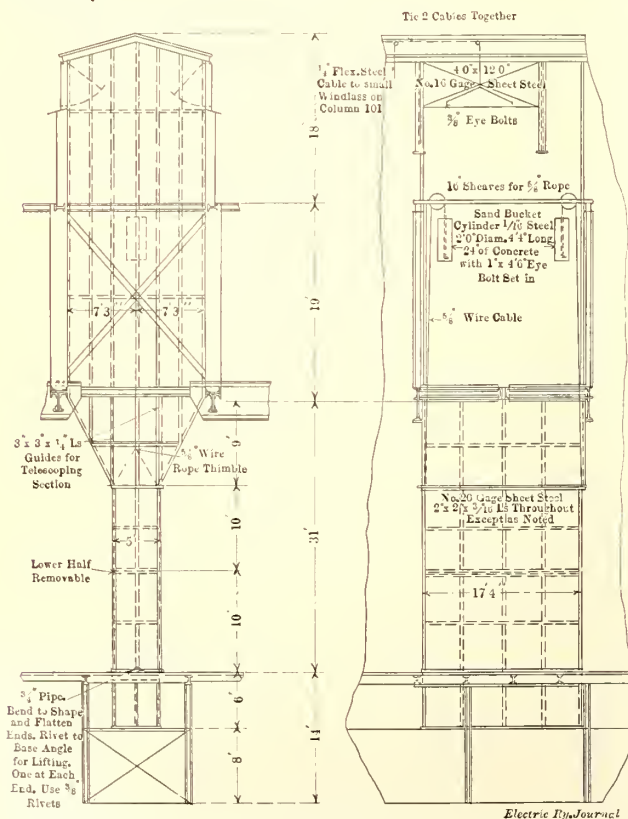 Tie 2 Cables Together
1/4" Flex. Steel
Cable to small
Windlass on
Column 101
4'0" x 12'0"
No. 16 Gage Sheet Steel
3/8" Eye Bolts
18'
16" Sheaves for 5/8" Rope
Sand Bucket
Cylinder 1/16" Steel
2'0" Diam. 4'4" Long
24" of Concrete
with 1" x 4'6" Eye
Bolt Set in
7'3"
7'3"
19'
5/8" Wire Cable
3" x 3" x 1/4" Ls
Guides for
Telescoping
Section
5/8" Wire
Rope Thimble
9'
No. 20 Gage Sheet Steel
2" x 2" x 3/16" L's Throughout
Except as Noted
5'
10'
31'
Lower Half
Removable
17'4"
10'
3/4" Pipe.
Bend to Shape
and Flatten
Ends. Rivet to
Base Angle
for Lifting.
One at Each
End. Use 3/8"
Rivets
6'
14'
8'
Electric Ry. Journal